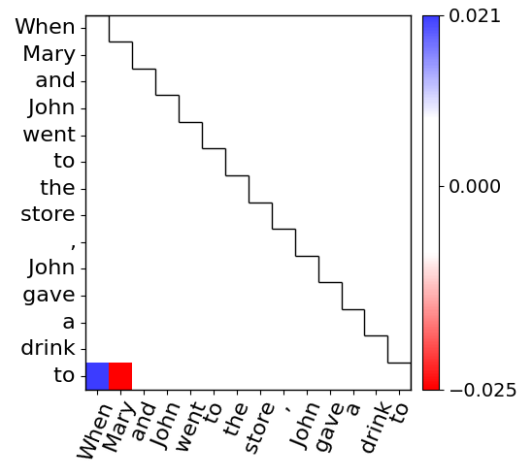 When
Mary
and
John
went
to
the
store
,
John
gave
a
drink
to
When
Mary
and
John
went
to
the
store
,
John
gave
a
drink
to
0.021
0.000
−0.025